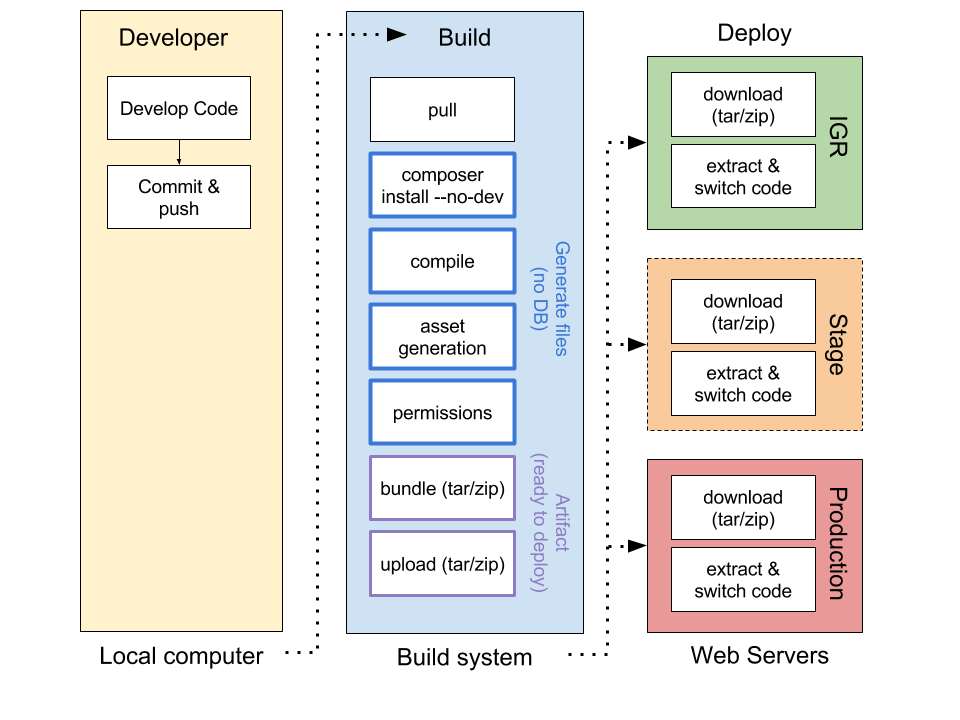 Developer
Develop Code
Commit &
push
Local computer
Build
pull
composer
install --no-dev
compile
asset
generation
permissions
Generate files
(no DB)
bundle (tar/zip)
upload (tar/zip)
Artifact
(ready to deploy)
Build system
Deploy
download
(tar/zip)
extract &
switch code
IGR
download
(tar/zip)
extract &
switch code
Stage
download
(tar/zip)
extract &
switch code
Production
Web Servers